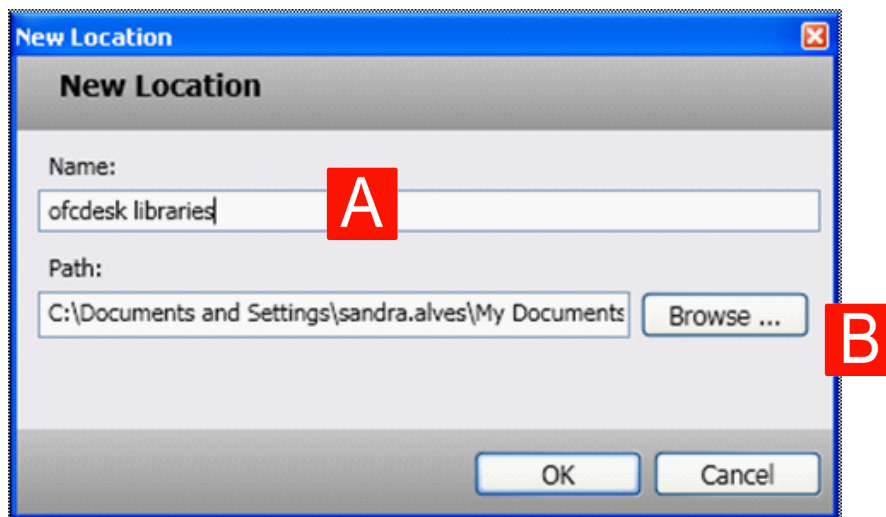 New Location
New Location
Name:
ofcdesk libraries
A
Path:
C:\Documents and Settings\sandra.alves\My Documents
Browse ...
B
OK
Cancel